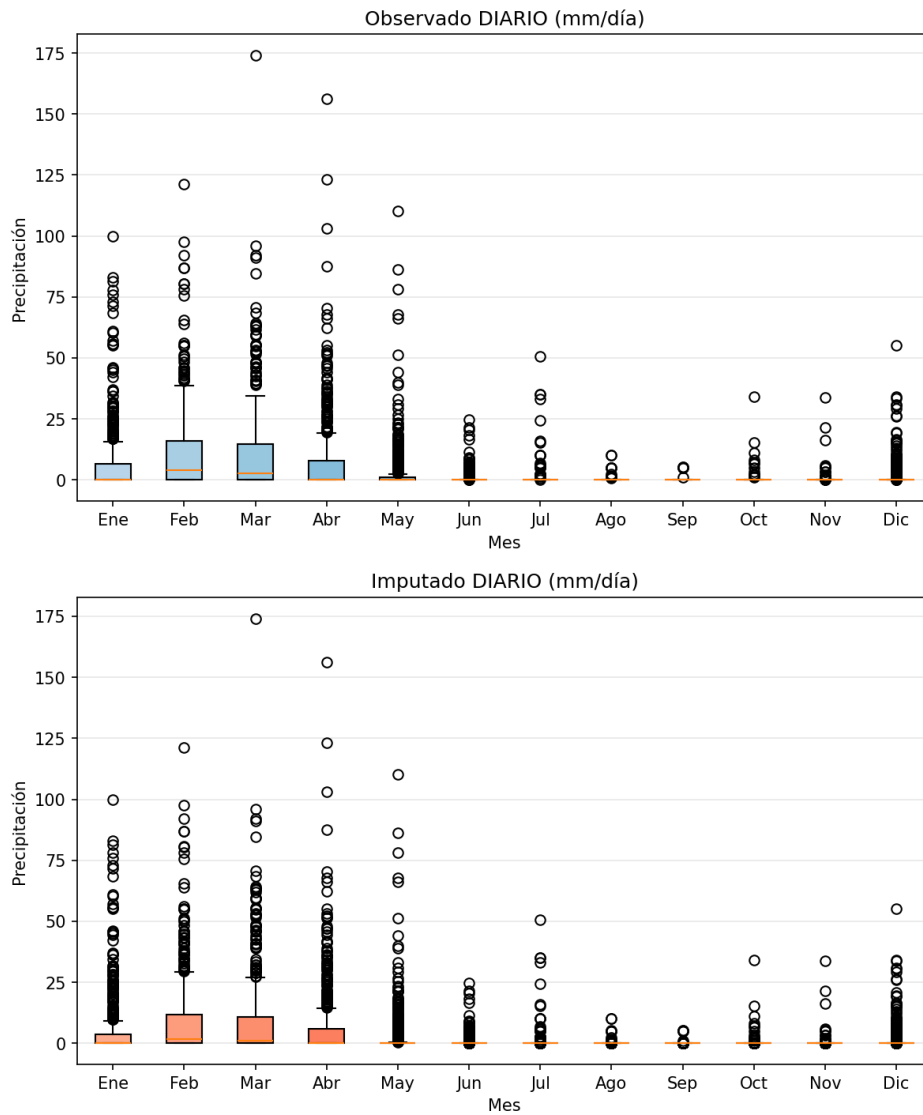 Observado DIARIO (mm/día)
175
150
125
100
75
50
25
0
Precipitación
Ene Feb Mar Abr May Jun Jul Ago Sep Oct Nov Dic
Mes
Imputado DIARIO (mm/día)
175
150
125
100
75
50
25
0
Precipitación
Ene Feb Mar Abr May Jun Jul Ago Sep Oct Nov Dic
Mes